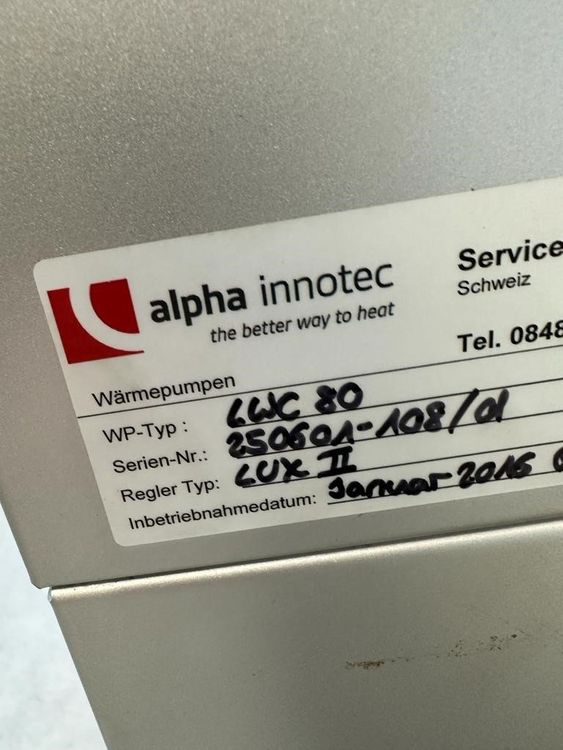 alpha innotec
the better way to heat
Service
Schweiz
Tel. 0848
Wärmepumpen
WP-Typ : LWC 80
Serien-Nr.: 250601-108/01
Regler Typ: LUX II
Inbetriebnahmedatum: Januar 2016